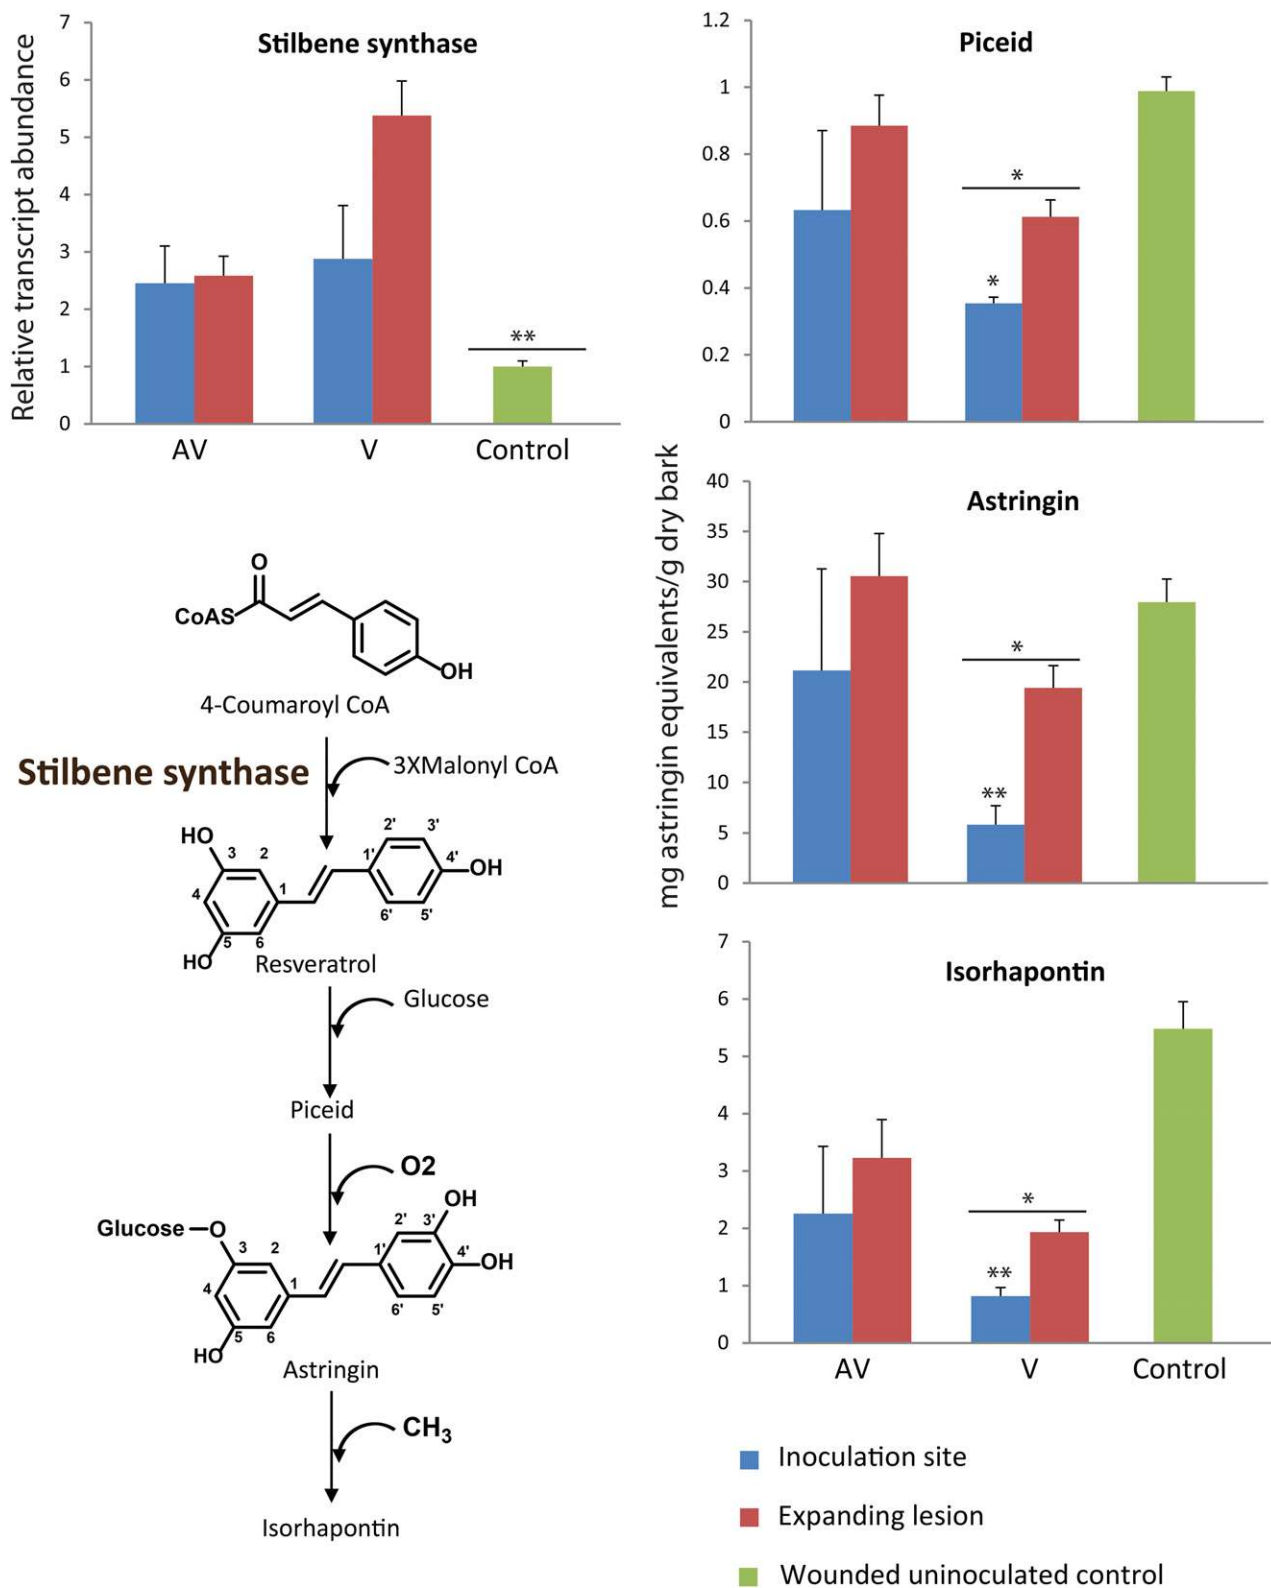 Stilbene synthase
Relative transcript abundance
7
6
5
4
3
2
1
0
**
AV
V
Control
Piceid
1.2
1
0.8
0.6
0.4
0.2
0
*
*
mg astringin equivalents/g dry bark
Astringin
40
35
30
25
20
15
10
5
0
*
**
Isorhapontin
7
6
5
4
3
2
1
0
*
**
AV
V
Control
Inoculation site
Expanding lesion
Wounded uninoculated control
O
CoAS
OH
4-Coumaroyl CoA
Stilbene synthase
3XMalonyl CoA
HO
3
2
4
1
5
6
HO
2'
3'
1'
4'
OH
6'
5'
Resveratrol
Glucose
Piceid
O2
OH
Glucose
O
3
2
4
1
5
6
HO
2'
3'
1'
4'
OH
6'
5'
Astringin
CH3
Isorhapontin